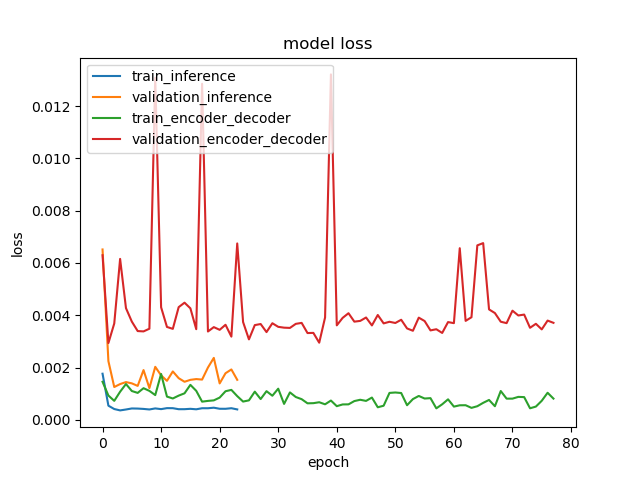 model loss
train_inference
validation_inference
train_encoder_decoder
validation_encoder_decoder
0.012
0.010
0.008
0.006
0.004
0.002
0.000
loss
0 10 20 30 40 50 60 70 80
epoch